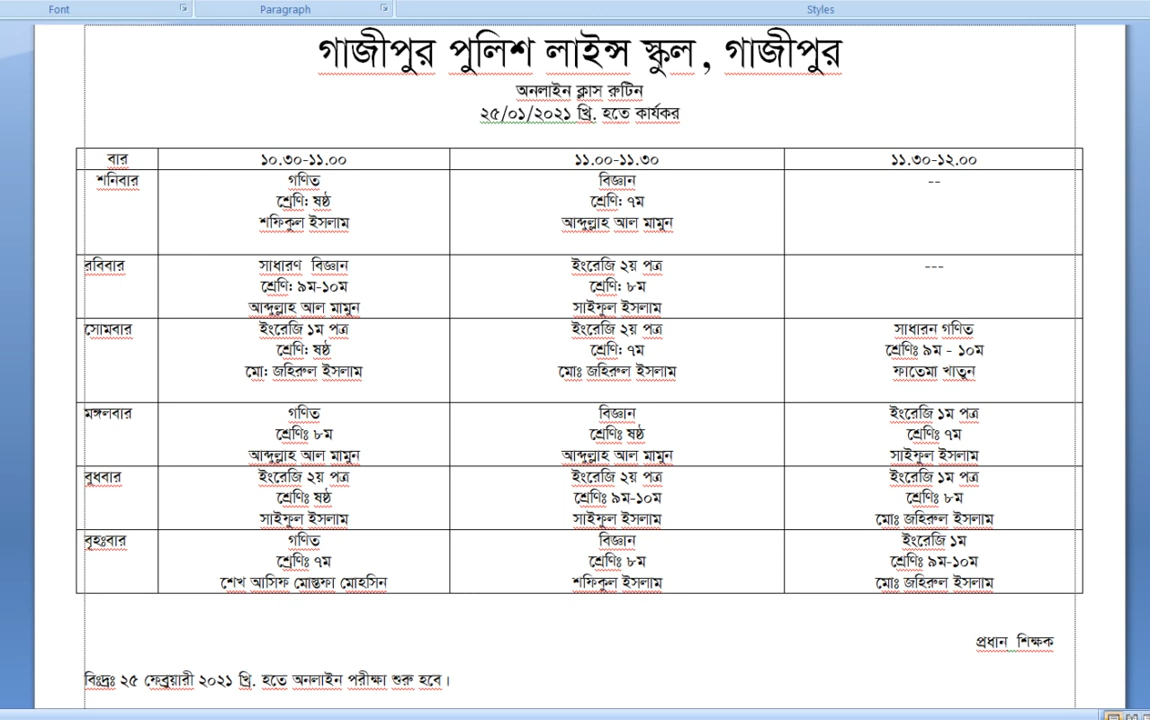 Font
Paragraph
Styles
গাজীপুর পুলিশ লাইন্স স্কুল, গাজীপুর
অনলাইন ক্লাস রুটিন
২৫/০১/২০২১ খ্রি. হতে কার্যকর
বার ১০.৩০-১১.০০ ১১.০০-১১.৩০ ১১.৩০-১২.০০
শনিবার গণিত বিজ্ঞান --
শ্রেণি: ষষ্ঠ শ্রেণি: ৭ম
শফিকুল ইসলাম আব্দুল্লাহ আল মামুন
রবিবার সাধারণ বিজ্ঞান ইংরেজি ২য় পত্র ---
শ্রেণি: ৯ম-১০ম শ্রেণি: ৮ম
আব্দুল্লাহ আল মামুন সাইফুল ইসলাম
সোমবার ইংরেজি ১ম পত্র ইংরেজি ২য় পত্র সাধারন গণিত
শ্রেণি: ষষ্ঠ শ্রেণি: ৭ম শ্রেণিঃ ৯ম - ১০ম
মো: জহিরুল ইসলাম মোঃ জহিরুল ইসলাম ফাতেমা খাতুন
মঙ্গলবার গণিত বিজ্ঞান ইংরেজি ১ম পত্র
শ্রেণিঃ ৮ম শ্রেণিঃ ষষ্ঠ শ্রেণিঃ ৭ম
আব্দুল্লাহ আল মামুন আব্দুল্লাহ আল মামুন সাইফুল ইসলাম
বুধবার ইংরেজি ২য় পত্র ইংরেজি ২য় পত্র ইংরেজি ১ম পত্র
শ্রেণিঃ ষষ্ঠ শ্রেণিঃ ৯ম-১০ম শ্রেণিঃ ৮ম
সাইফুল ইসলাম সাইফুল ইসলাম মোঃ জহিরুল ইসলাম
বৃহঃবার গণিত বিজ্ঞান ইংরেজি ১ম
শ্রেণিঃ ৭ম শ্রেণিঃ ৮ম শ্রেণিঃ ৯ম-১০ম
শেখ আসিফ মোস্তফা মোহসিন শফিকুল ইসলাম মোঃ জহিরুল ইসলাম
প্রধান শিক্ষক
বিঃদ্রঃ ২৫ ফেব্রুয়ারী ২০২১ খ্রি. হতে অনলাইন পরীক্ষা শুরু হবে।